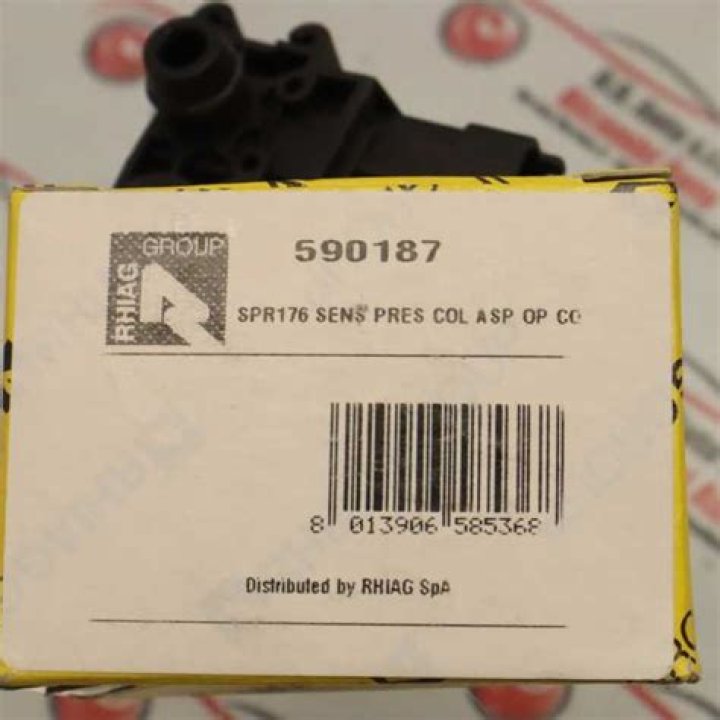 RHIAG GROUP
590187
SPR176 SENS PRES COL ASP OP CO
8 013906 585368
Distributed by RHIAG SpA